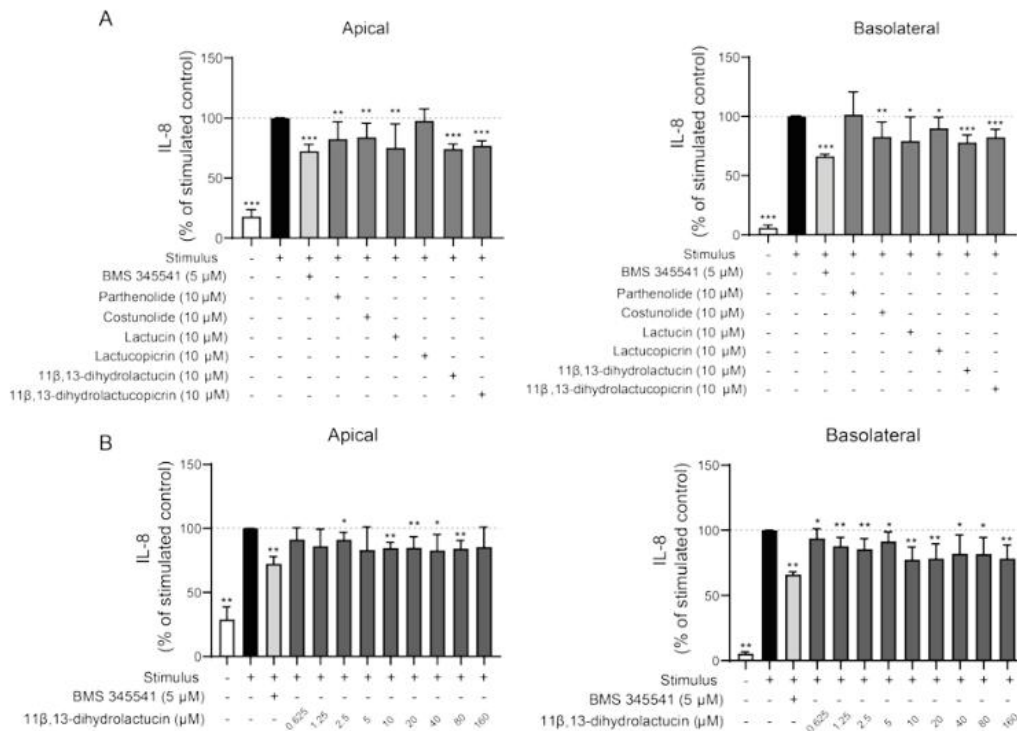 A
Apical
IL-8
(% of stimulated control)
150
100
50
0
*** *** ** ** ** *** ***
Stimulus - + + + + + + + +
BMS 345541 (5 µM) - - + - - - - - -
Parthenolide (10 µM) - - - + - - - - -
Costunolide (10 µM) - - - - + - - - -
Lactucin (10 µM) - - - - - + - - -
Lactucopicrin (10 µM) - - - - - - + - -
11β,13-dihydrolactucin (10 µM) - - - - - - - + -
11β,13-dihydrolactucopicrin (10 µM) - - - - - - - - +
Basolateral
IL-8
(% of stimulated control)
150
100
50
0
*** *** ** * * *** ***
Stimulus - + + + + + + + +
BMS 345541 (5 µM) - - + - - - - - -
Parthenolide (10 µM) - - - + - - - - -
Costunolide (10 µM) - - - - + - - - -
Lactucin (10 µM) - - - - - + - - -
Lactucopicrin (10 µM) - - - - - - + - -
11β,13-dihydrolactucin (10 µM) - - - - - - - + -
11β,13-dihydrolactucopicrin (10 µM) - - - - - - - - +
B
Apical
IL-8
(% of stimulated control)
150
100
50
0
** ** * ** ** * **
Stimulus - + + + + + + + + + + +
BMS 345541 (5 µM) - - + - - - - - - - - -
11β,13-dihydrolactucin (µM) - - - 0.625 1.25 2.5 5 10 20 40 80 160
Basolateral
IL-8
(% of stimulated control)
150
100
50
0
** ** * ** ** * ** ** * * **
Stimulus - + + + + + + + + + + +
BMS 345541 (5 µM) - - + - - - - - - - - -
11β,13-dihydrolactucin (µM) - - - 0.625 1.25 2.5 5 10 20 40 80 160